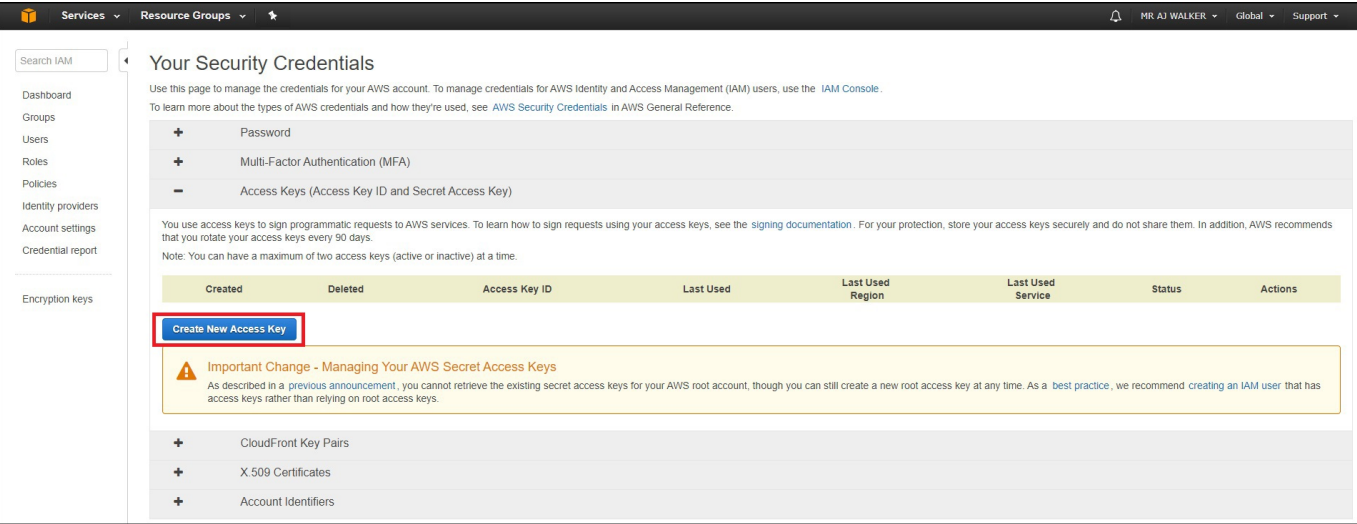 Services Resource Groups MR AJ WALKER Global Support
Search IAM
Dashboard
Groups
Users
Roles
Policies
Identity providers
Account settings
Credential report
Encryption keys
Your Security Credentials
Use this page to manage the credentials for your AWS account. To manage credentials for AWS Identity and Access Management (IAM) users, use the IAM Console.
To learn more about the types of AWS credentials and how they're used, see AWS Security Credentials in AWS General Reference.
Password
Multi-Factor Authentication (MFA)
Access Keys (Access Key ID and Secret Access Key)
You use access keys to sign programmatic requests to AWS services. To learn how to sign requests using your access keys, see the signing documentation. For your protection, store your access keys securely and do not share them. In addition, AWS recommends
that you rotate your access keys every 90 days.
Note: You can have a maximum of two access keys (active or inactive) at a time.
Created Deleted Access Key ID Last Used Last Used Region Last Used Service Status Actions
Create New Access Key
Important Change - Managing Your AWS Secret Access Keys
As described in a previous announcement, you cannot retrieve the existing secret access keys for your AWS root account, though you can still create a new root access key at any time. As a best practice, we recommend creating an IAM user that has
access keys rather than relying on root access keys.
CloudFront Key Pairs
X.509 Certificates
Account Identifiers